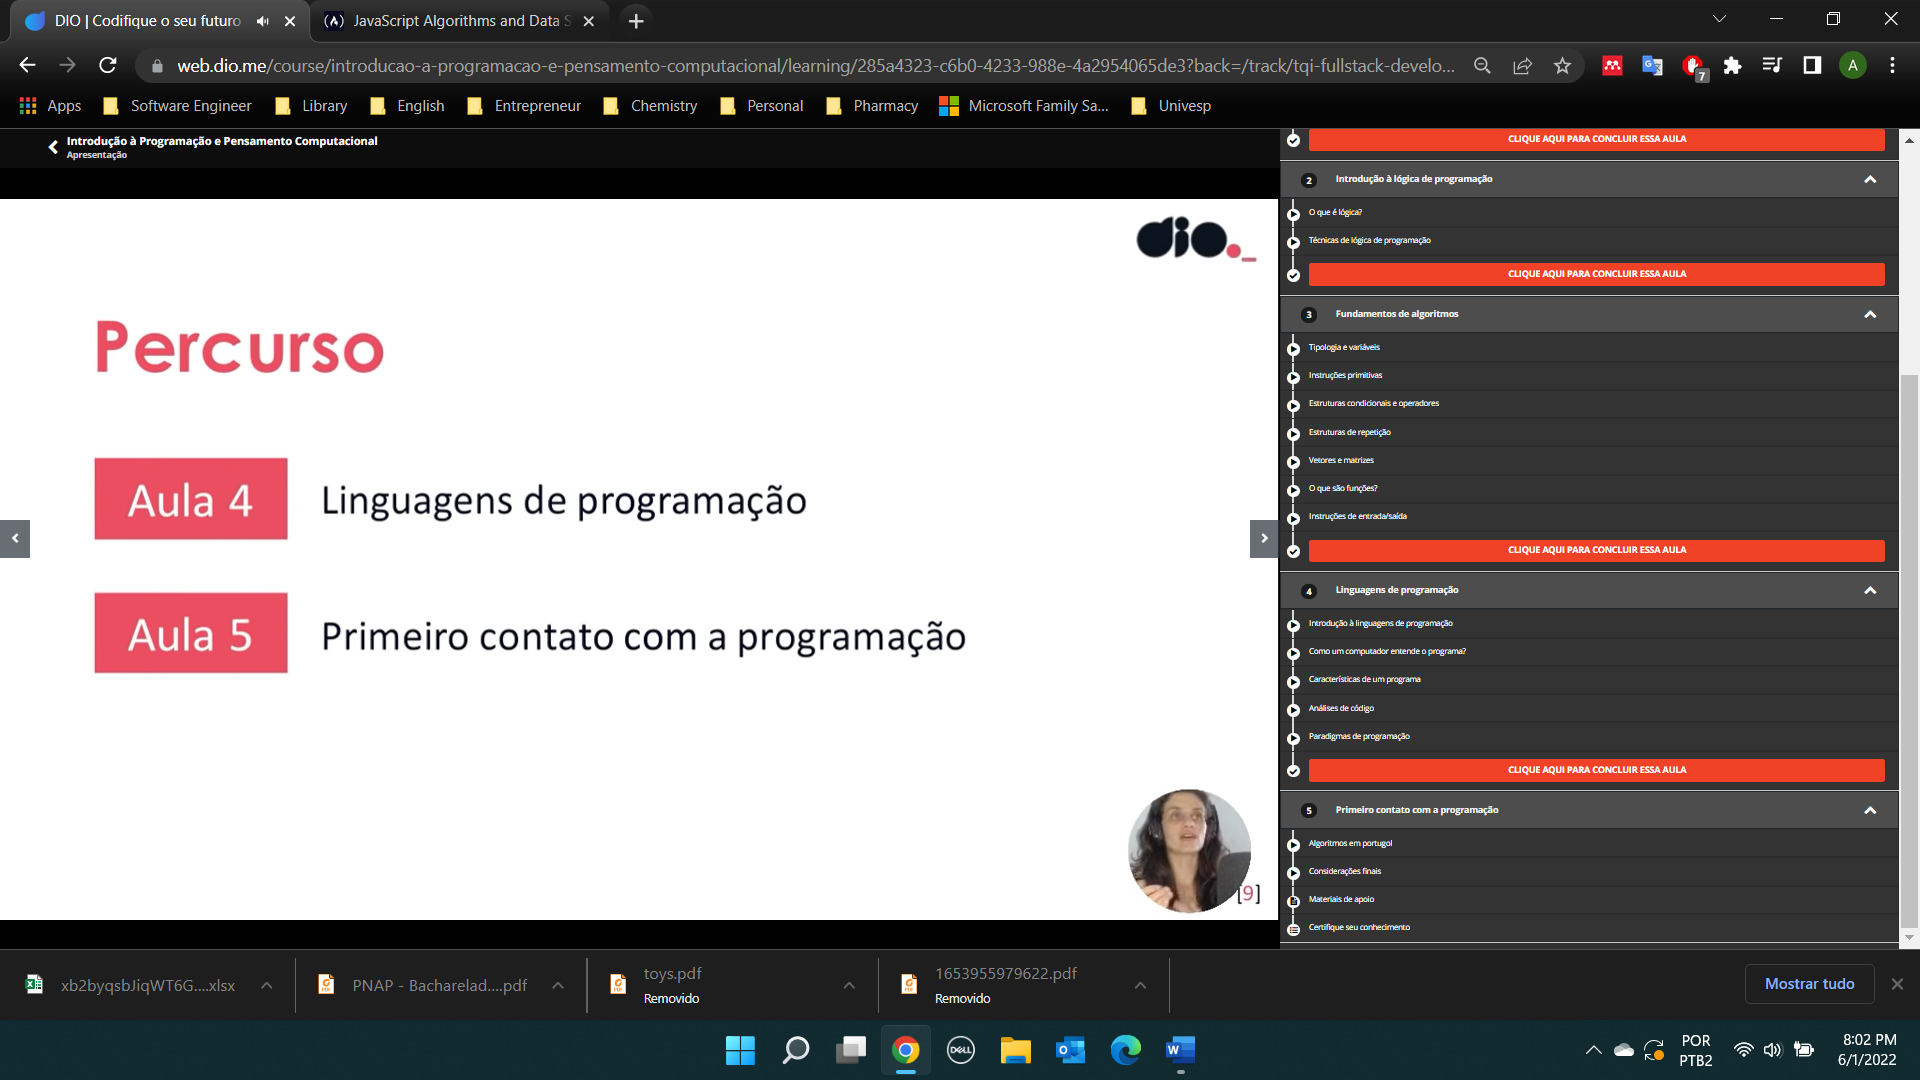 DIO | Codifique o seu futuro
JavaScript Algorithms and Data S
web.dio.me/course/introducao-a-programacao-e-pensamento-computacional/learning/285a4323-c6b0-4233-988e-4a2954065de3?back=/track/tqi-fullstack-develo...
7
A
Apps
Software Engineer
Library
English
Entrepreneur
Chemistry
Personal
Pharmacy
Microsoft Family Sa...
Univesp
Introdução à Programação e Pensamento Computacional
Apresentação
dio._
Percurso
Aula 4 Linguagens de programação
Aula 5 Primeiro contato com a programação
[9]
CLIQUE AQUI PARA CONCLUIR ESSA AULA
2 Introdução à lógica de programação
O que é lógica?
Técnicas de lógica de programação
CLIQUE AQUI PARA CONCLUIR ESSA AULA
3 Fundamentos de algoritmos
Tipologia e variáveis
Instruções primitivas
Estruturas condicionais e operadores
Estruturas de repetição
Vetores e matrizes
O que são funções?
Instruções de entrada/saída
CLIQUE AQUI PARA CONCLUIR ESSA AULA
4 Linguagens de programação
Introdução à linguagens de programação
Como um computador entende o programa?
Características de um programa
Análises de código
Paradigmas de programação
CLIQUE AQUI PARA CONCLUIR ESSA AULA
5 Primeiro contato com a programação
Algoritmos em portugol
Considerações finais
Materiais de apoio
Certifique seu conhecimento
xb2byqsbJiqWT6G....xlsx
PNAP - Bacharelad....pdf
toys.pdf
Removido
1653955979622.pdf
Removido
Mostrar tudo
DELL
POR
PTB2
8:02 PM
6/1/2022